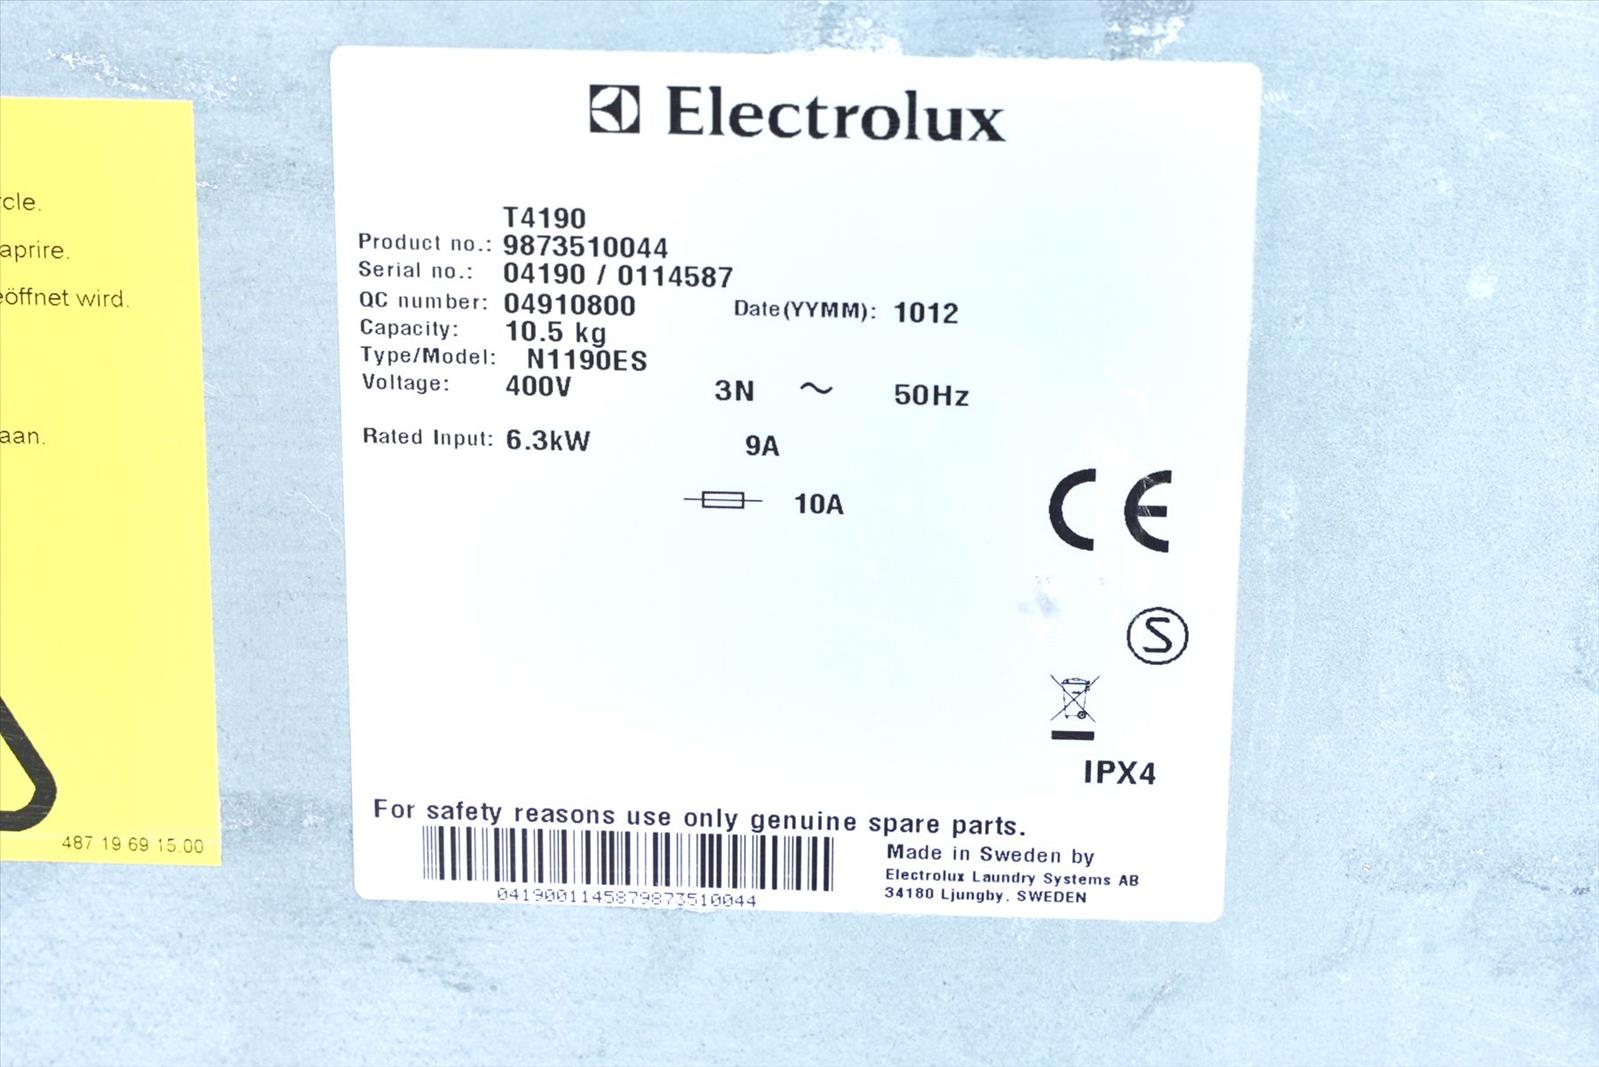 Electrolux
T4190
Product no.: 9873510044
Serial no.: 04190 / 0114587
QC number: 04910800 Date(YYMM): 1012
Capacity: 10.5 kg
Type/Model: N1190ES
Voltage: 400V 3N ~ 50Hz
Rated Input: 6.3kW 9A
10A
CE
S
IPX4
For safety reasons use only genuine spare parts.
0419001145879873510044
Made in Sweden by
Electrolux Laundry Systems AB
34180 Ljungby, SWEDEN
cle.
aprire.
eöffnet wird.
aan.
487 19 69 15.00